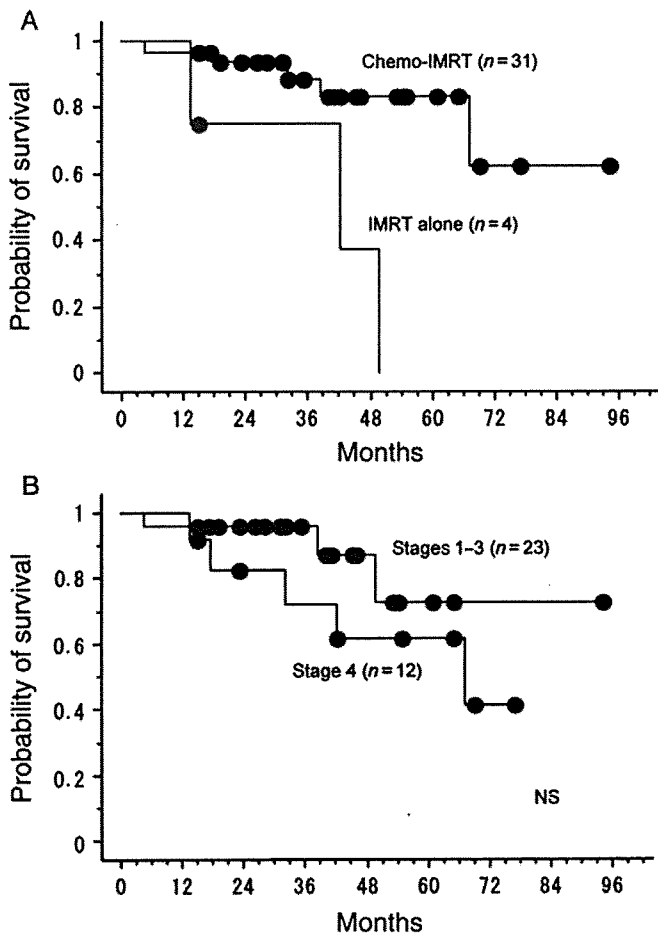 A
Probability of survival
1
0.8
0.6
0.4
0.2
0
Chemo-IMRT (n=31)
IMRT alone (n=4)
0 12 24 36 48 60 72 84 96
Months
B
Probability of survival
1
0.8
0.6
0.4
0.2
0
Stages 1–3 (n=23)
Stage 4 (n=12)
NS
0 12 24 36 48 60 72 84 96
Months